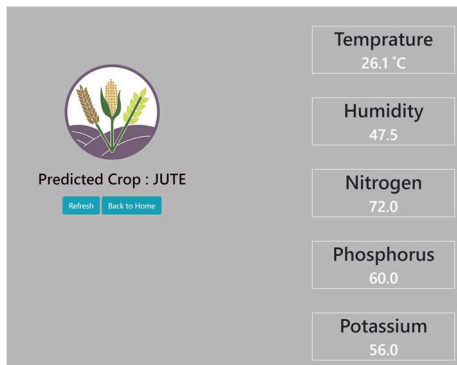 Predicted Crop : JUTE
Refresh
Back to Home
Temprature
26.1 °C
Humidity
47.5
Nitrogen
72.0
Phosphorus
60.0
Potassium
56.0